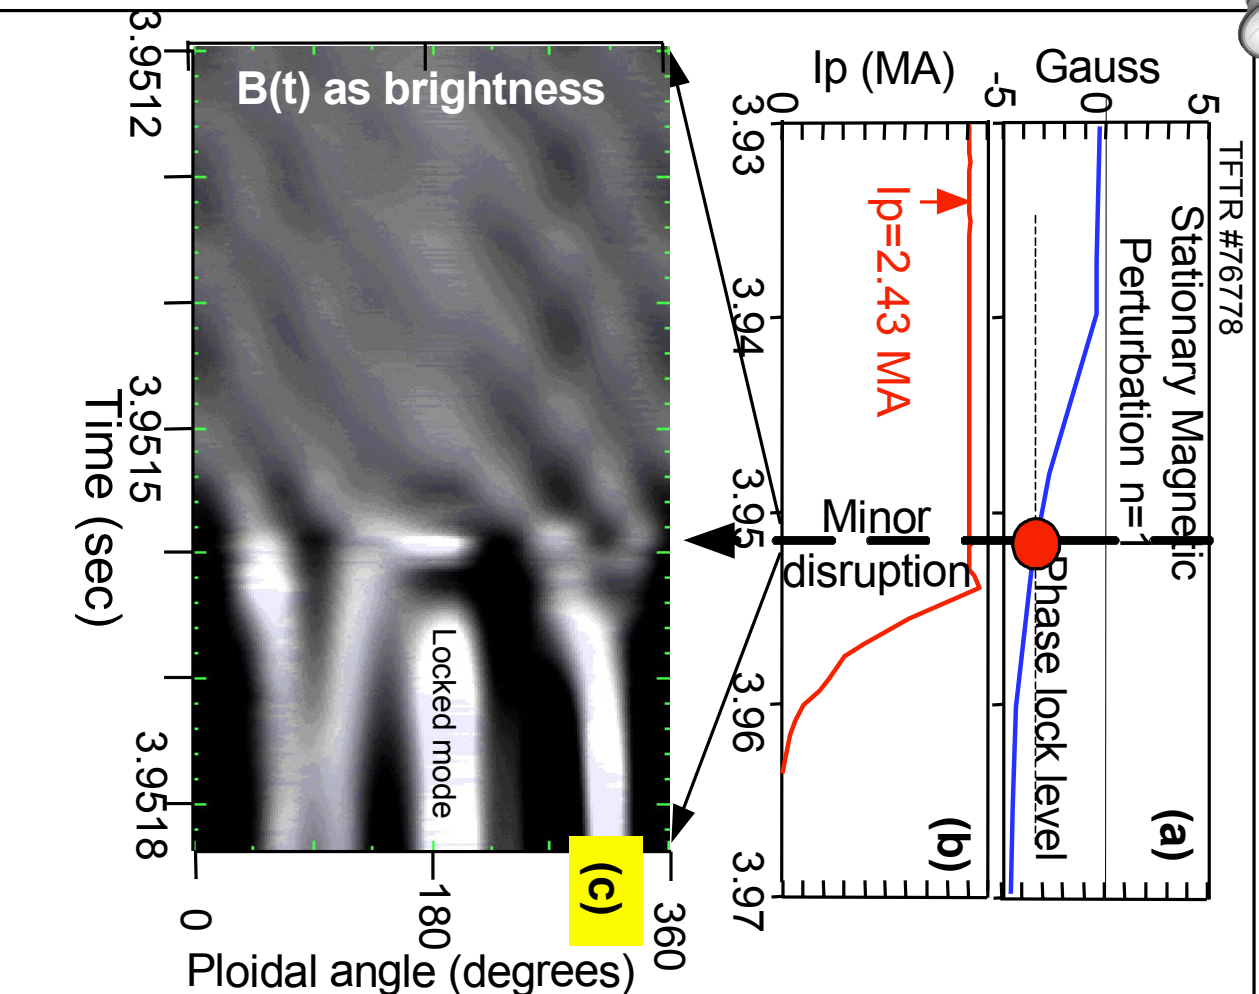 TFTR #76778
Gauss
5
0
-5
Stationary Magnetic
Perturbation n=1
Phase lock level
(a)
Ip (MA)
0
Ip=2.43 MA
(b)
3.93
3.94
3.95
3.96
3.97
Minor
disruption
B(t) as brightness
Locked mode
(c)
3.9512
3.9515
3.9518
Time (sec)
0
180
360
Ploidal angle (degrees)